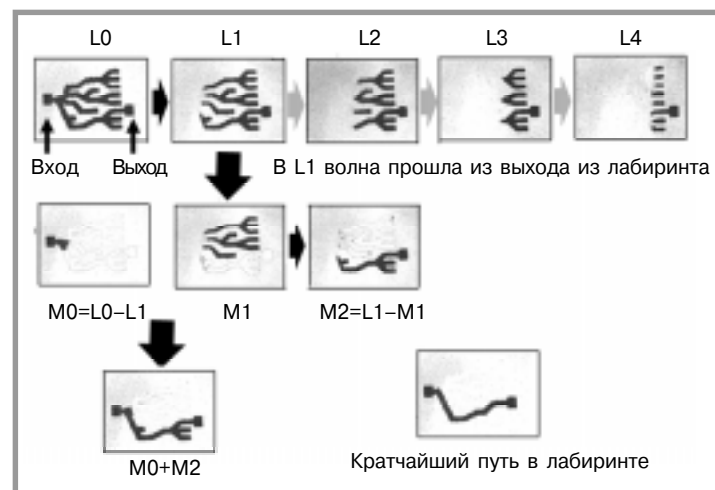 L0 L1 L2 L3 L4
Вход Выход В L1 волна прошла из выхода из лабиринта
M0=L0–L1 M1 M2=L1–M1
M0+M2 Кратчайший путь в лабиринте